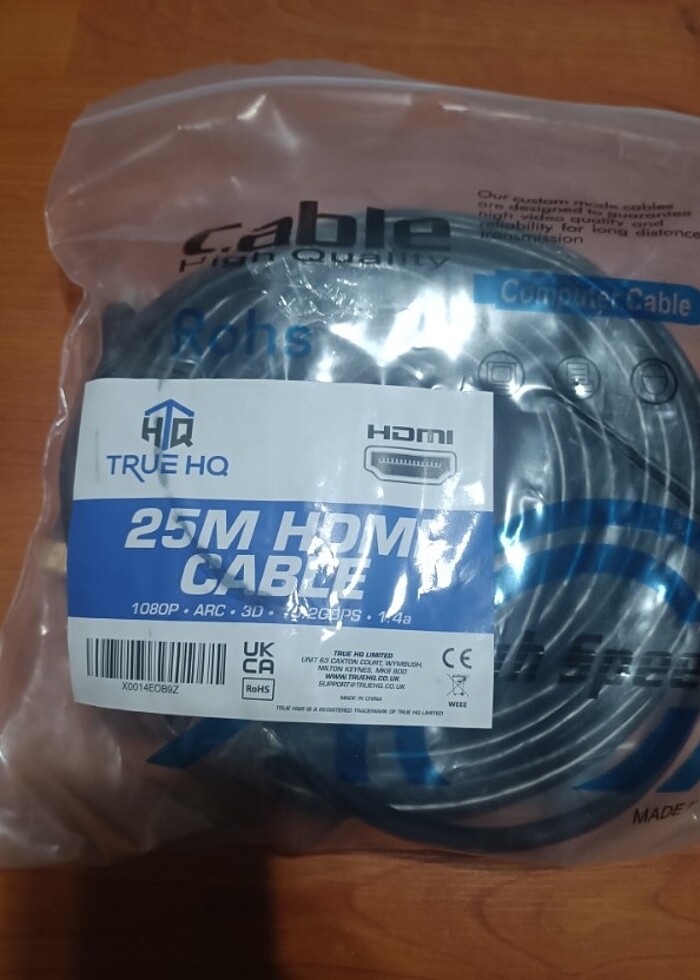 cable
High Quality
Our custom made cables
are designed to guarantee
high video quality and
reliability for long distance
transmission
Computer Cable
Rohs
HTQ
TRUE HQ
HDMI
25M HDMI
CABLE
1080P • ARC • 3D • 10.2GBPS • 1.4a
X0014EOB9Z
UK
CA
RoHS
TRUE HQ LIMITED
UNIT 63 CAXTON COURT, WYMBUSH,
MILTON KEYNES, MK8 8DD
WWW.TRUEHQ.CO.UK
SUPPORT@TRUEHQ.CO.UK
MADE IN CHINA
TRUE HQ® IS A REGISTERED TRADEMARK OF TRUE HQ LIMITED
CE
WEEE
MADE